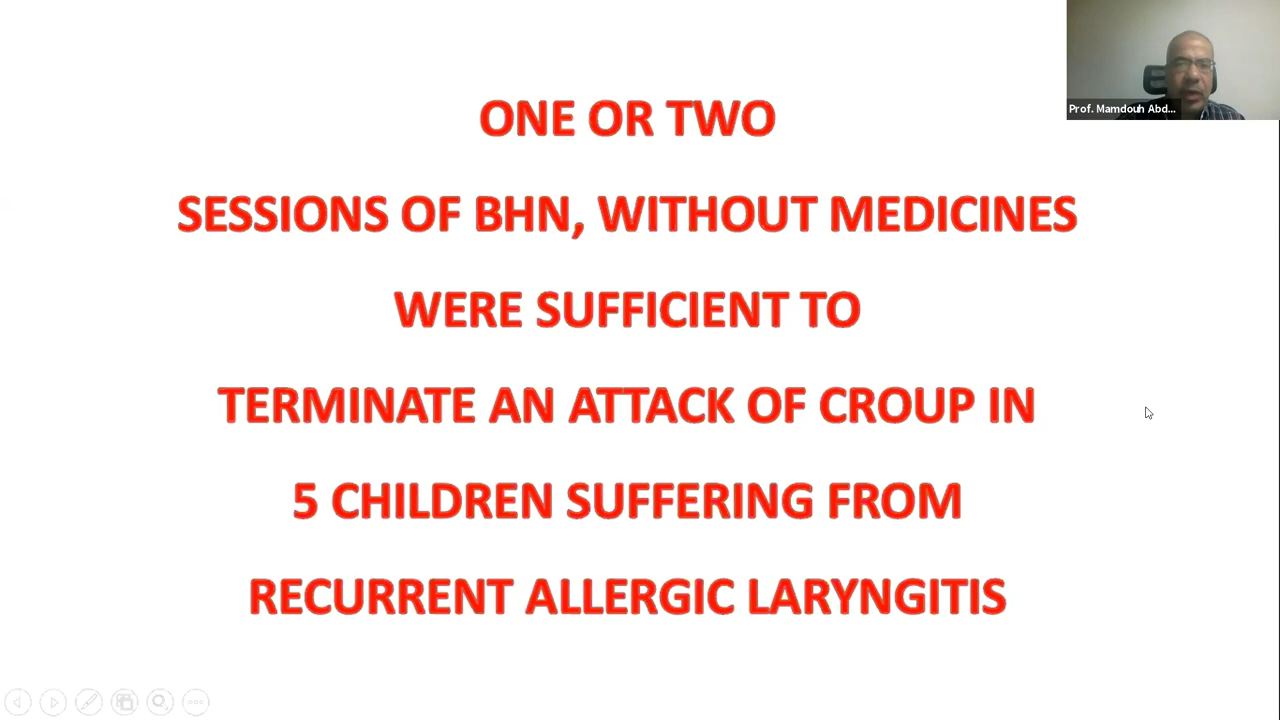 Prof. Mamdouh Abd...
ONE OR TWO
SESSIONS OF BHN, WITHOUT MEDICINES
WERE SUFFICIENT TO
TERMINATE AN ATTACK OF CROUP IN
5 CHILDREN SUFFERING FROM
RECURRENT ALLERGIC LARYNGITIS